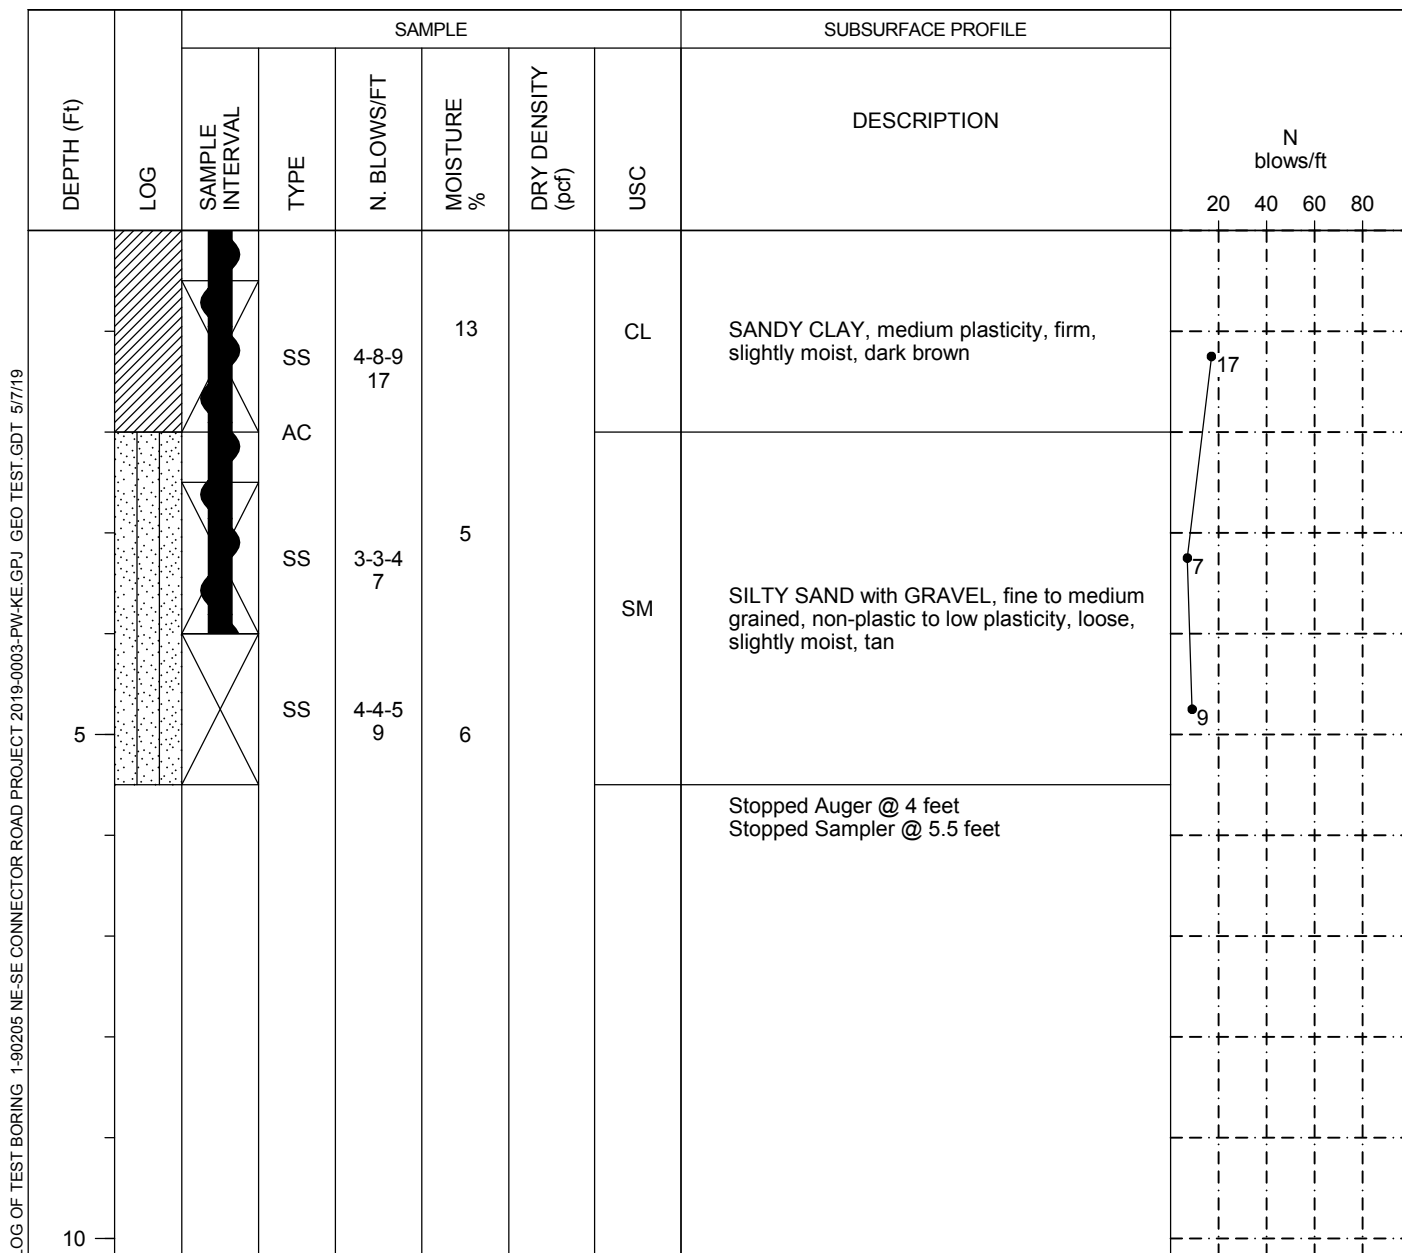 SAMPLE
SUBSURFACE PROFILE
DEPTH (Ft)
LOG
SAMPLE
INTERVAL
TYPE
N. BLOWS/FT
MOISTURE
%
DRY DENSITY
(pcf)
USC
DESCRIPTION
N
blows/ft
20 40 60 80
13
CL
SANDY CLAY, medium plasticity, firm,
slightly moist, dark brown
SS
4-8-9
17
17
AC
5
SS
3-3-4
7
7
SM
SILTY SAND with GRAVEL, fine to medium
grained, non-plastic to low plasticity, loose,
slightly moist, tan
SS
4-4-5
9
9
5
6
Stopped Auger @ 4 feet
Stopped Sampler @ 5.5 feet
10
LOG OF TEST BORING 1-90205 NE-SE CONNECTOR ROAD PROJECT 2019-0003-PW-KE.GPJ GEO TEST.GDT 5/7/19